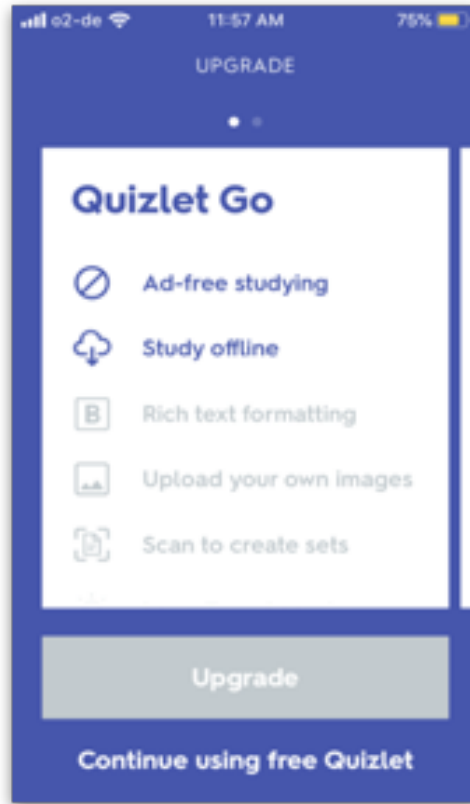 o2-de 11:57 AM 75%
UPGRADE
Quizlet Go
Ad-free studying
Study offline
B Rich text formatting
Upload your own images
Scan to create sets
Upgrade
Continue using free Quizlet